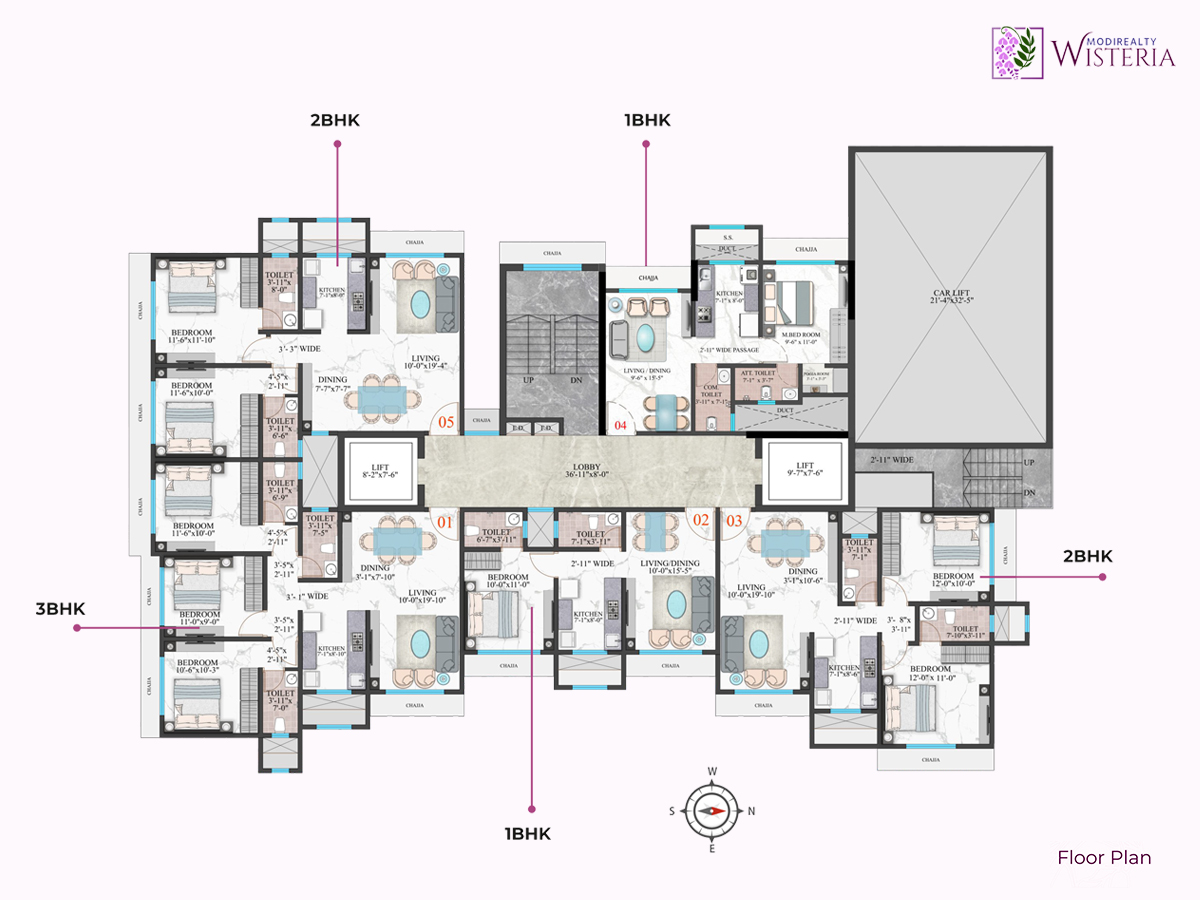 MODIREALTY
WISTERIA
2BHK
1BHK
CHAJJA
S.S.
DUCT
CHAJJA
CHAJJA
CHAJJA
TOILET
3'-11"x
8'-0"
KITCHEN
7'-1"x8'-0"
BEDROOM
11'-6"x11'-10"
CHAJJA
3'- 3" WIDE
LIVING
10'-0"x19'-4"
DINING
7'-7"x7'-7"
4'-5"x
2'-11"
BEDROOM
11'-6"x10'-0"
CHAJJA
TOILET
3'-11"x
6'-6"
05
CHAJJA
UP
DN
KITCHEN
7'-1"x 8'-0"
M.BED ROOM
9'-6" x 11'-0"
2'-11" WIDE PASSAGE
LIVING / DINING
9'-6" x 15'-5"
COM.
TOILET
3'-11"x 7'-1"
ATT. TOILET
7'-1" x 3'-7"
04
DUCT
CAR LIFT
21'-4"x32'-5"
LIFT
8'-2"x7'-6"
LOBBY
36'-11"x8'-0"
LIFT
9'-7"x7'-6"
2'-11" WIDE
UP
DN
CHAJJA
TOILET
3'-11"x
6'-9"
BEDROOM
11'-6"x10'-0"
4'-5"x
2'-11"
TOILET
3'-11"x
7'-5"
01
TOILET
6'-7"x3'-11"
TOILET
7'-1"x3'-11"
02
03
3'-5"x
2'-11"
DINING
3'-1"x7'-10"
LIVING
10'-0"x19'-10"
3'- 1" WIDE
3BHK
CHAJJA
BEDROOM
11'-0"x9'-0"
3'-5"x
2'-11"
4'-5"x
2'-11"
KITCHEN
7'-1"x8'-10"
BEDROOM
10'-6"x10'-3"
CHAJJA
TOILET
3'-11"x
7'-0"
CHAJJA
BEDROOM
10'-0"x11'-0"
2'-11" WIDE
KITCHEN
7'-1"x8'-0"
LIVING/DINING
10'-0"x15'-5"
CHAJJA
CHAJJA
DINING
3'-1"x10'-6"
LIVING
10'-0"x19'-10"
TOILET
3'-11"x
7'-1"
2'-11" WIDE
BEDROOM
12'-0"x10'-0"
CHAJJA
2BHK
3'- 8"x
3'-11"
TOILET
7'-10"x3'-11"
KITCHEN
7'-1"x8'-6"
BEDROOM
12'-0"x 11'-0"
CHAJJA
CHAJJA
1BHK
W
S
N
E
Floor Plan